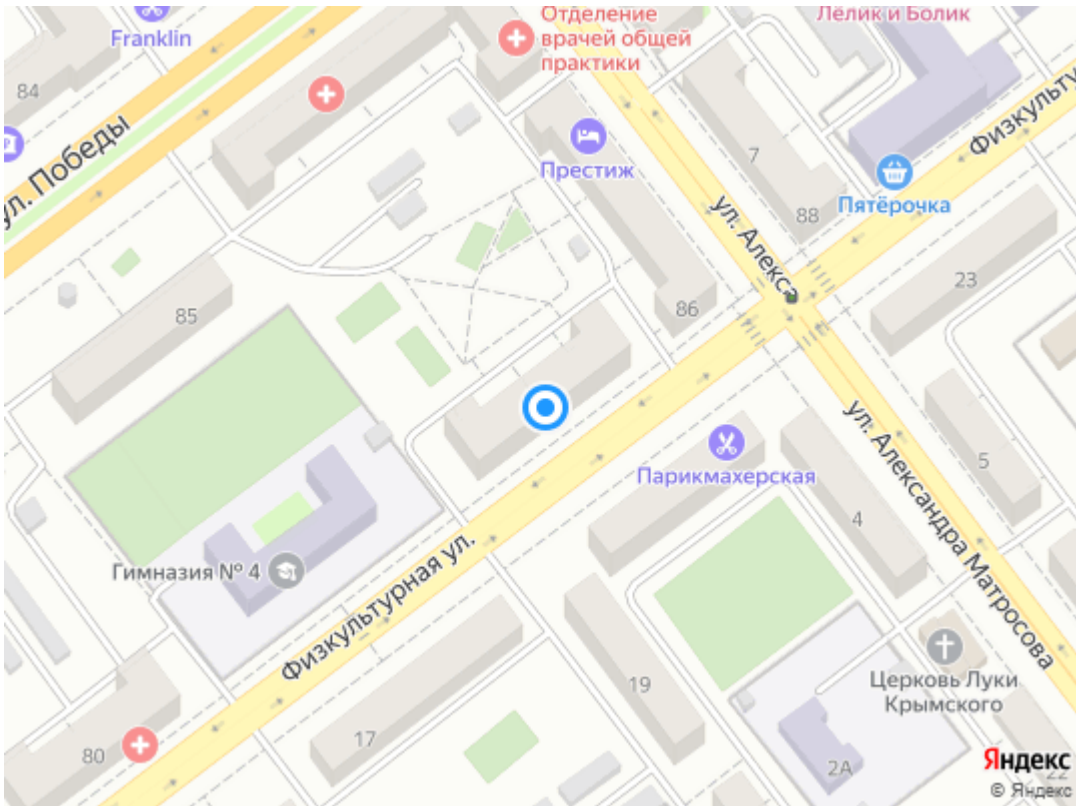 Franklin
Отделение
врачей общей
практики
Лёлик и Болик
84
ул. Победы
Престиж
7
Физкульту
Пятёрочка
88
ул. Алекса
23
85
86
ул. Александра Матросова
Парикмахерская
5
4
Гимназия № 4
Физкультурная ул.
Церковь Луки
Крымского
19
17
80
2А
22
Яндекс
© Яндекс